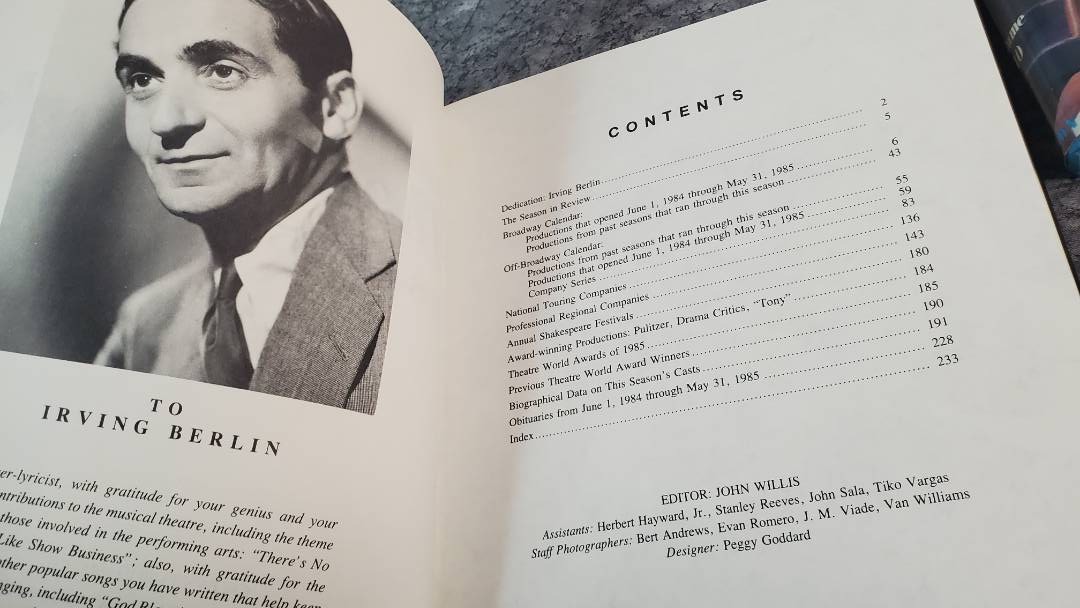 TO
IRVING BERLIN
er-lyricist, with gratitude for your genius and your
ntributions to the musical theatre, including the theme
those involved in the performing arts: "There's No
Like Show Business"; also, with gratitude for the
ther popular songs you have written that help keep
nging, including "God
CONTENTS
Dedication: Irving Berlin 2
The Season in Review 5
Broadway Calendar:
Productions that opened June 1, 1984 through May 31, 1985 6
Productions from past seasons that ran through this season 43
Off-Broadway Calendar:
Productions from past seasons that ran through this season 55
Productions that opened June 1, 1984 through May 31, 1985 59
Company Series 83
National Touring Companies 136
Professional Regional Companies 143
Annual Shakespeare Festivals 180
Award-winning Productions: Pulitzer, Drama Critics, "Tony" 184
Theatre World Awards of 1985 185
Previous Theatre World Award Winners 190
Biographical Data on This Season's Casts 191
Obituaries from June 1, 1984 through May 31, 1985 228
Index 233
EDITOR: JOHN WILLIS
Assistants: Herbert Hayward, Jr., Stanley Reeves, John Sala, Tiko Vargas
Staff Photographers: Bert Andrews, Evan Romero, J. M. Viade, Van Williams
Designer: Peggy Goddard